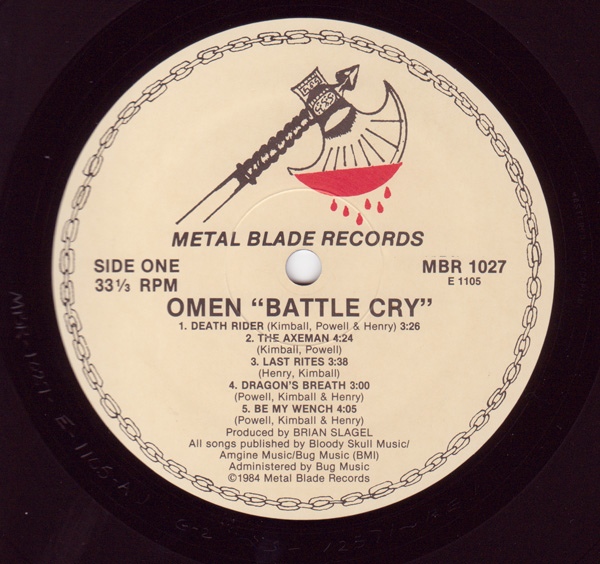 METAL BLADE RECORDS
SIDE ONE
33⅓ RPM
MBR 1027
E 1105
OMEN "BATTLE CRY"
1. DEATH RIDER (Kimball, Powell & Henry) 3:26
2. THE AXEMAN 4:24
(Kimball, Powell)
3. LAST RITES 3:38
(Henry, Kimball)
4. DRAGON'S BREATH 3:00
(Powell, Kimball & Henry)
5. BE MY WENCH 4:05
(Powell, Kimball & Henry)
Produced by BRIAN SLAGEL
All songs published by Bloody Skull Music/
Amgine Music/Bug Music (BMI)
Administered by Bug Music
©1984 Metal Blade Records